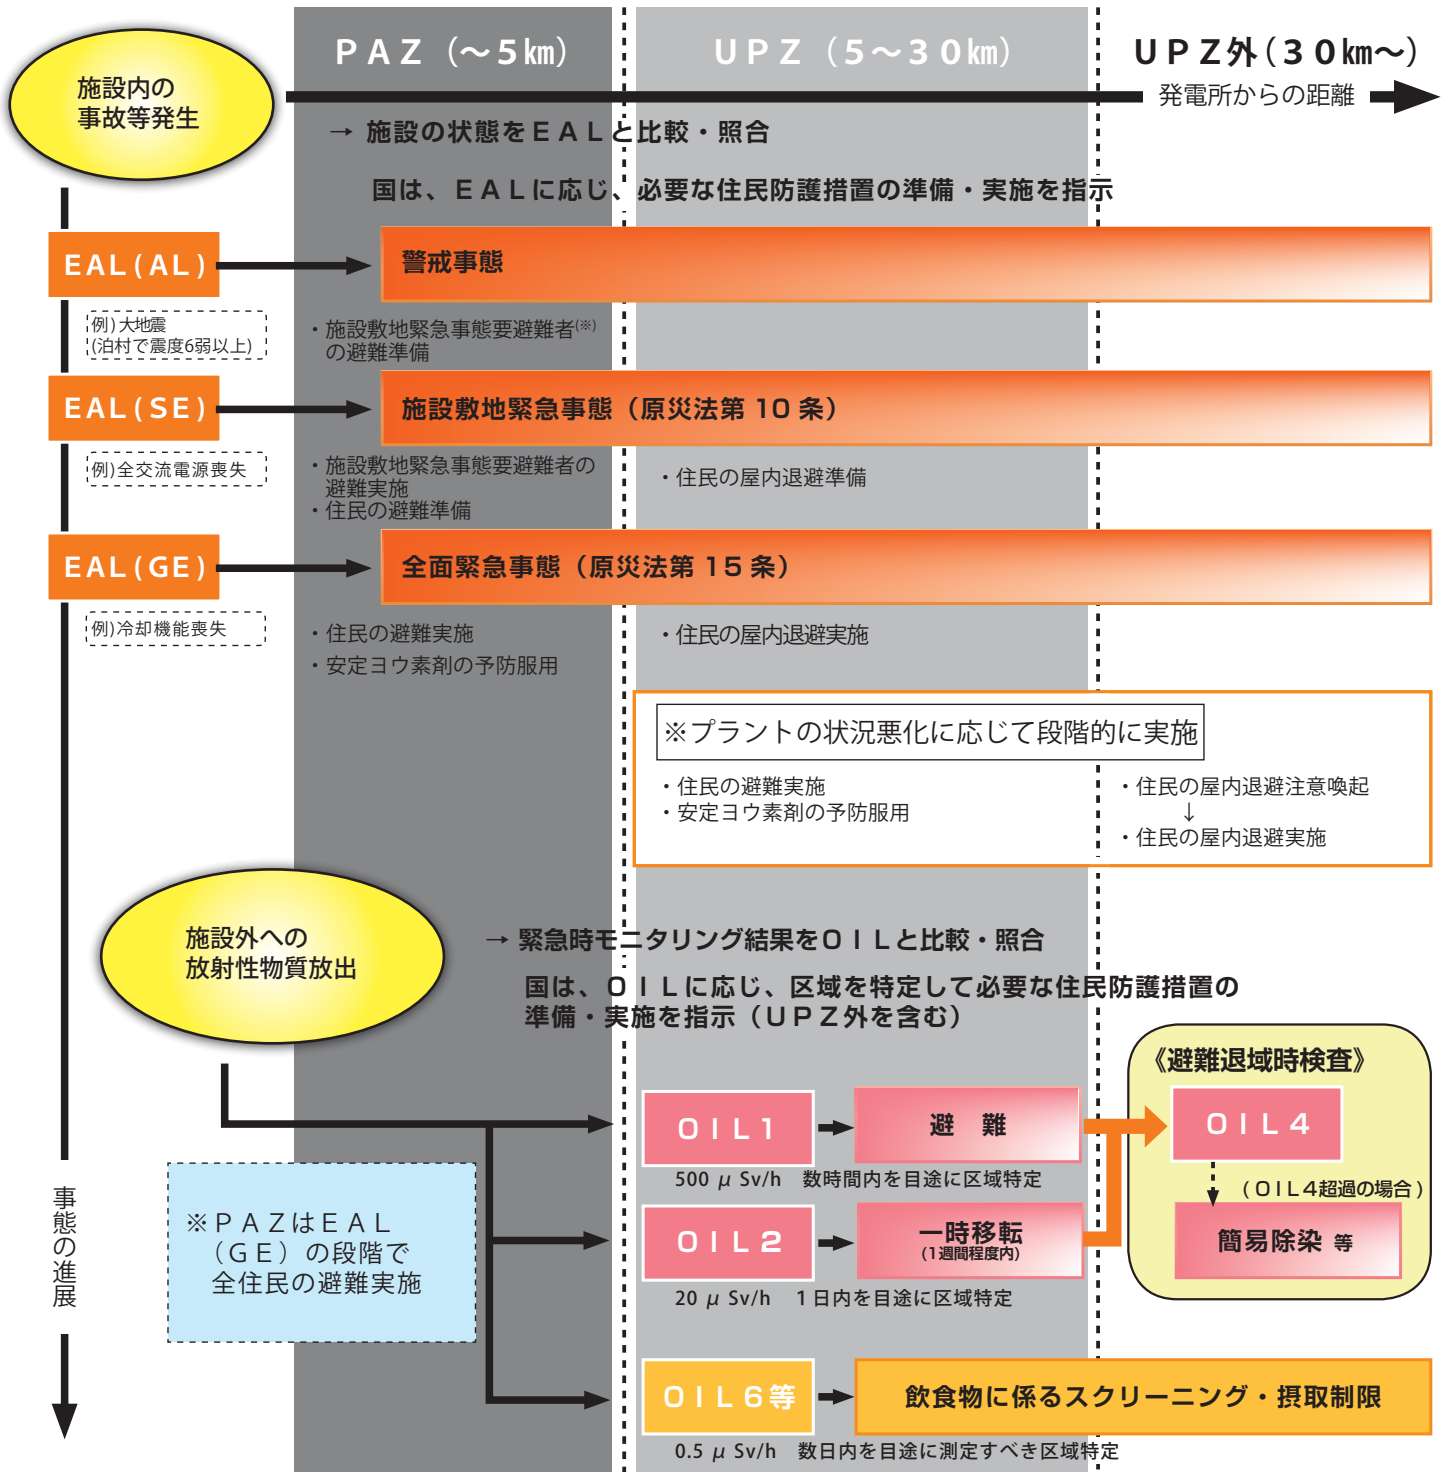 施設内の
事故等発生
PAZ（～5㎞）
UPZ（5～30㎞）
UPZ外（30㎞～）
発電所からの距離
→ 施設の状態をEALと比較・照合
国は、EALに応じ、必要な住民防護措置の準備・実施を指示
EAL(AL)
警戒事態
例)大地震
(泊村で震度6弱以上)
・施設敷地緊急事態要避難者(※)
の避難準備
EAL(SE)
施設敷地緊急事態（原災法第10条）
例)全交流電源喪失
・施設敷地緊急事態要避難者の
避難実施
・住民の避難準備
・住民の屋内退避準備
EAL(GE)
全面緊急事態（原災法第15条）
例)冷却機能喪失
・住民の避難実施
・安定ヨウ素剤の予防服用
・住民の屋内退避実施
※プラントの状況悪化に応じて段階的に実施
・住民の避難実施
・安定ヨウ素剤の予防服用
・住民の屋内退避注意喚起
↓
・住民の屋内退避実施
施設外への
放射性物質放出
→ 緊急時モニタリング結果をOILと比較・照合
国は、OILに応じ、区域を特定して必要な住民防護措置の
準備・実施を指示（UPZ外を含む）
《避難退域時検査》
OIL1
避　難
OIL4
500 μ Sv/h　数時間内を目途に区域特定
(OIL4超過の場合)
OIL2
一時移転
(1週間程度内)
簡易除染 等
20 μ Sv/h　1日内を目途に区域特定
※PAZはEAL
（GE）の段階で
全住民の避難実施
事態の進展
OIL6等
飲食物に係るスクリーニング・摂取制限
0.5 μ Sv/h　数日内を目途に測定すべき区域特定